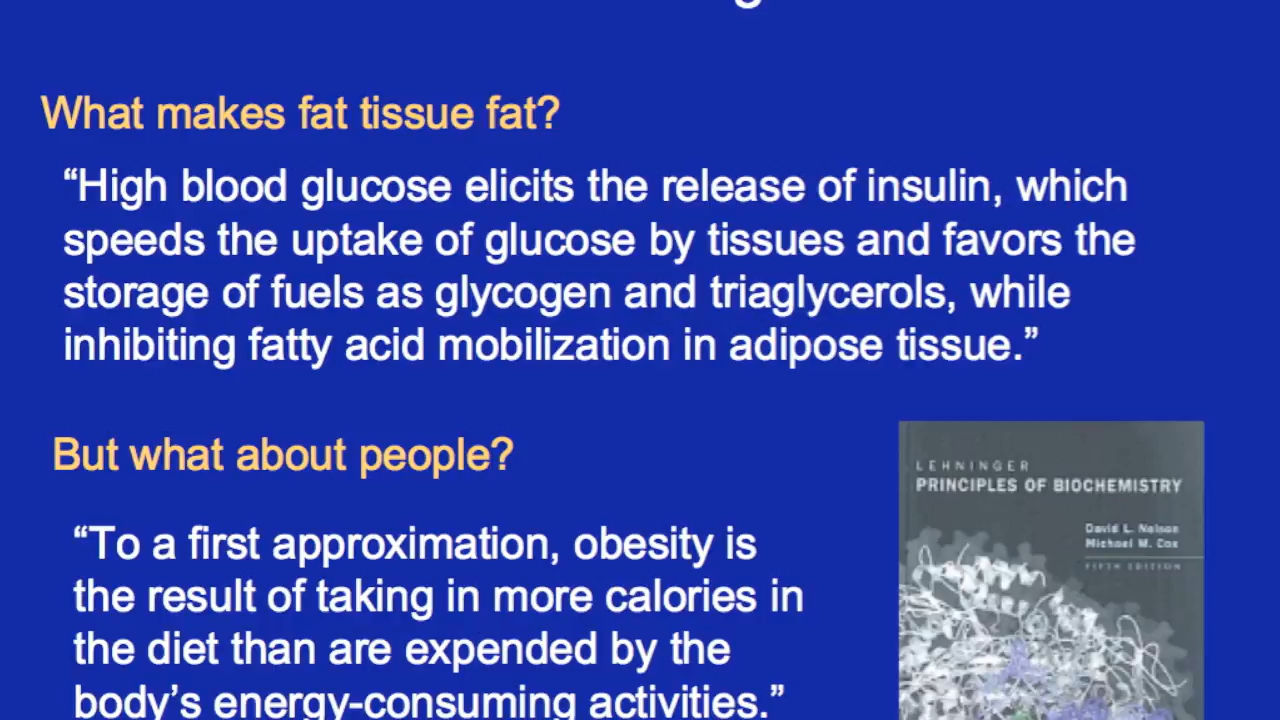 What makes fat tissue fat?
“High blood glucose elicits the release of insulin, which
speeds the uptake of glucose by tissues and favors the
storage of fuels as glycogen and triaglycerols, while
inhibiting fatty acid mobilization in adipose tissue.”
But what about people?
“To a first approximation, obesity is
the result of taking in more calories in
the diet than are expended by the
body’s energy-consuming activities.”
LEHNINGER
PRINCIPLES OF BIOCHEMISTRY
David L. Nelson
Michael M. Cox
FIFTH EDITION